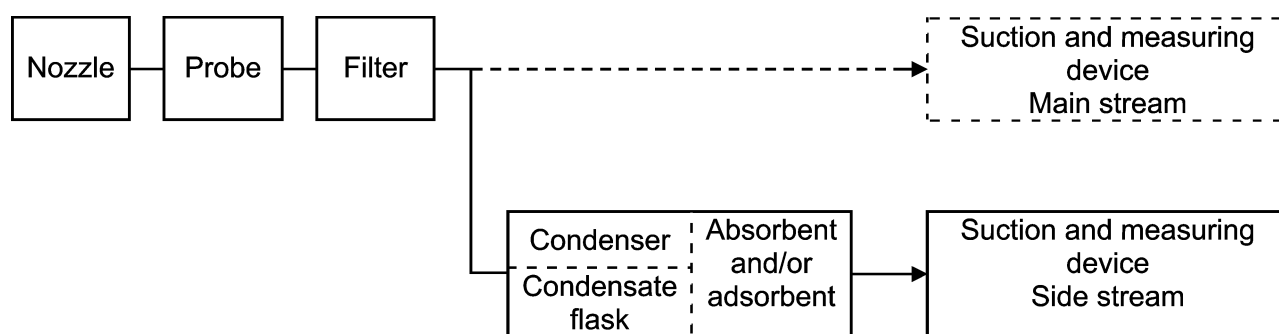 Nozzle
Probe
Filter
Suction and measuring
device
Main stream
Condenser
Condensate
flask
Absorbent
and/or
adsorbent
Suction and measuring
device
Side stream